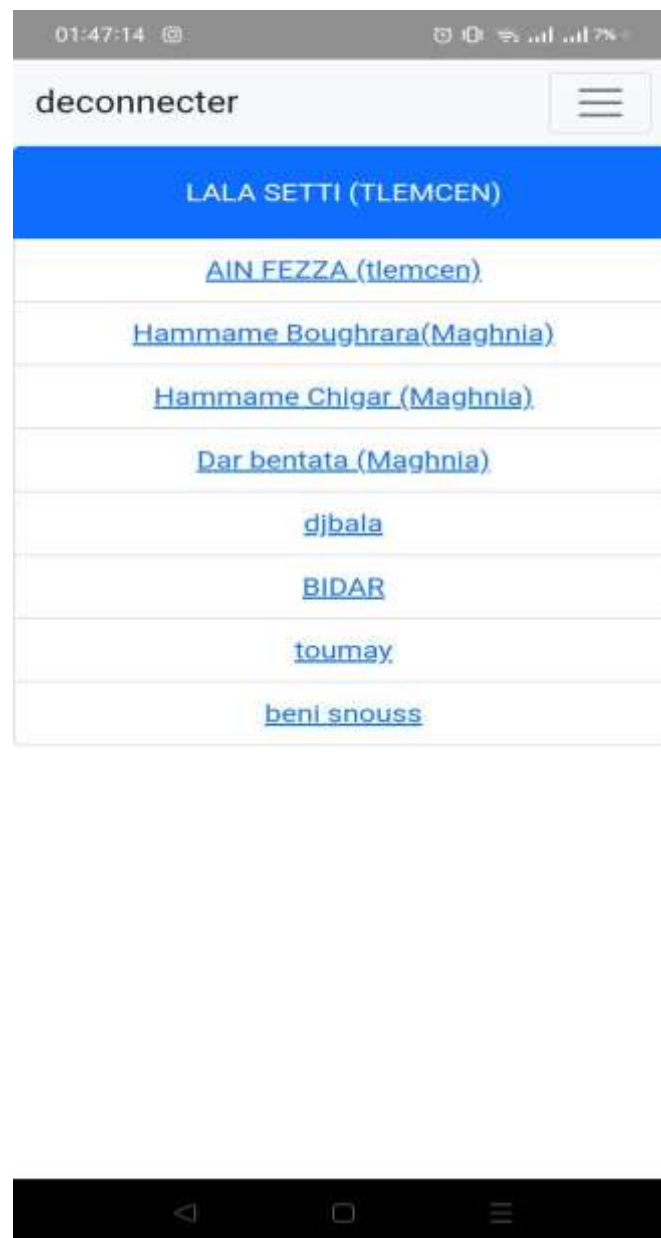 01:47:14 7%
deconnecter
LALA SETTI (TLEMCEN)
AIN FEZZA (tlemcen)
Hammame Boughrara(Maghnia)
Hammame Chigar (Maghnia)
Dar bentata (Maghnia)
djbala
BIDAR
toumay
beni snouss